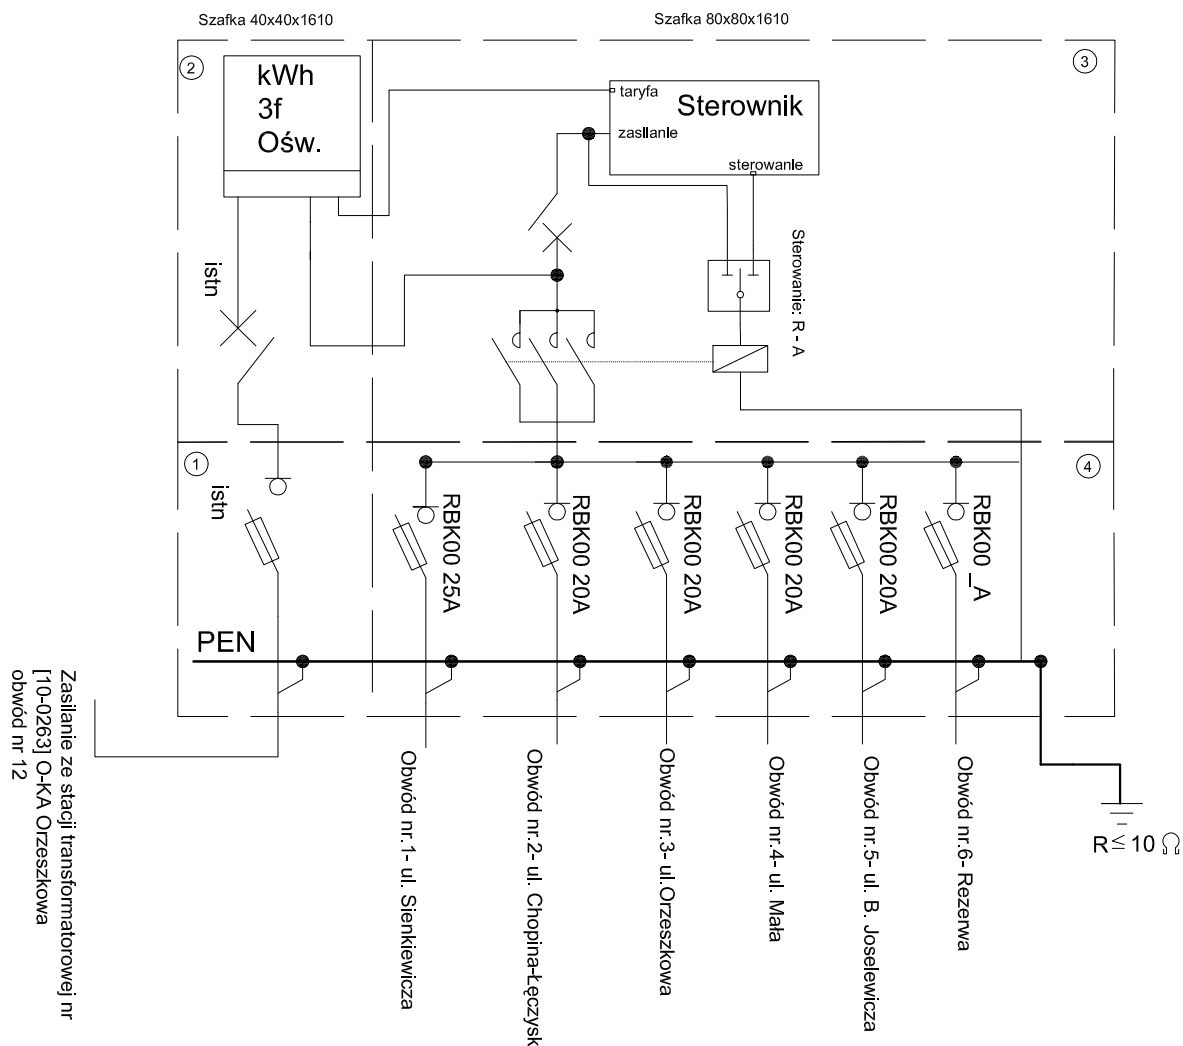 Szafka 40x40x1610
Szafka 80x80x1610
2
3
kWh
3f
Ośw.
taryfa
Sterownik
zasilanie
sterowanie
istn
Sterowanie: R - A
1
4
istn
RBK00 25A
RBK00 20A
RBK00 20A
RBK00 20A
RBK00 20A
RBK00 _A
PEN
Zasilanie ze stacji transformatorowej nr
[10-0263] O-KA Orzeszkowa
obwód nr 12
Obwód nr.1- ul. Sienkiewicza
Obwód nr.2- ul. Chopina-Łęczysk
Obwód nr.3- ul.Orzeszkowa
Obwód nr.4- ul. Mała
Obwód nr.5- ul. B. Joselewicza
Obwód nr.6- Rezerwa
R ≤ 10 Ω